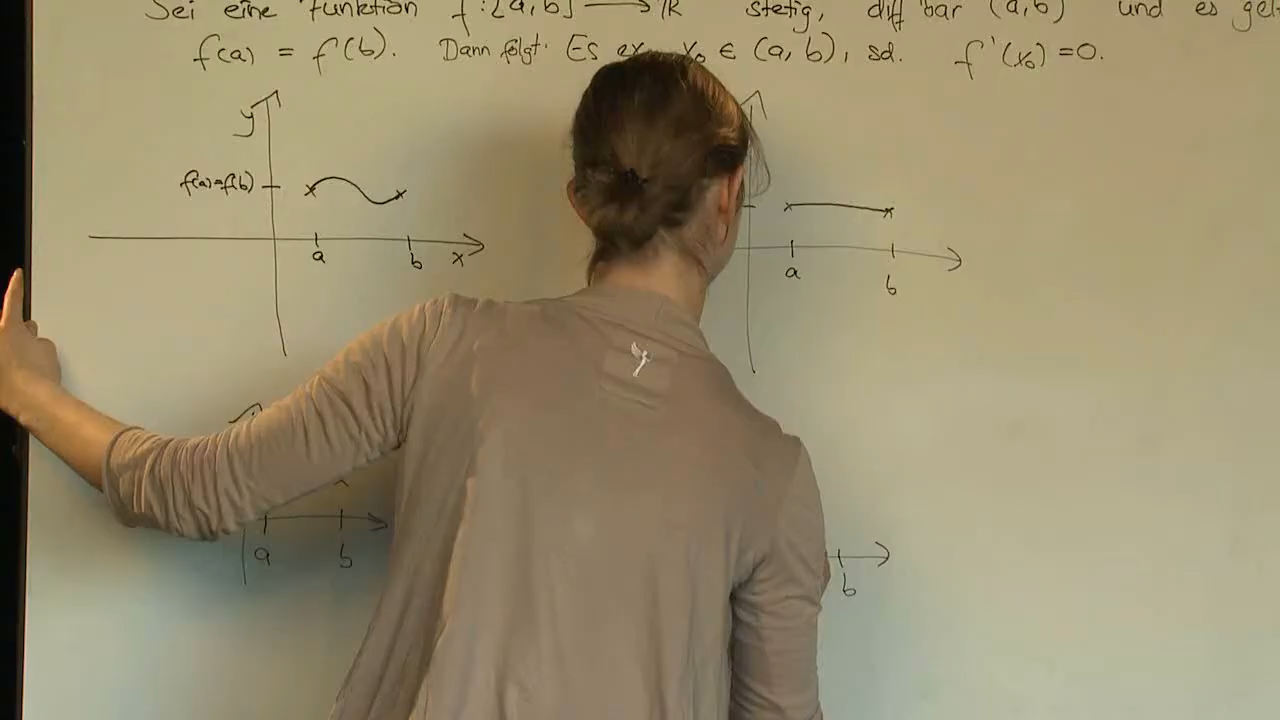 Sei eine Funktion f:[a,b] → ℝ stetig, diff'bar (a,b) und es gel
f(a) = f(b). Dann folgt: Es ex. x₀ ∈ (a,b), sd. f'(x₀) = 0.
y
f(a)=f(b)
a b x
a b
a b
b